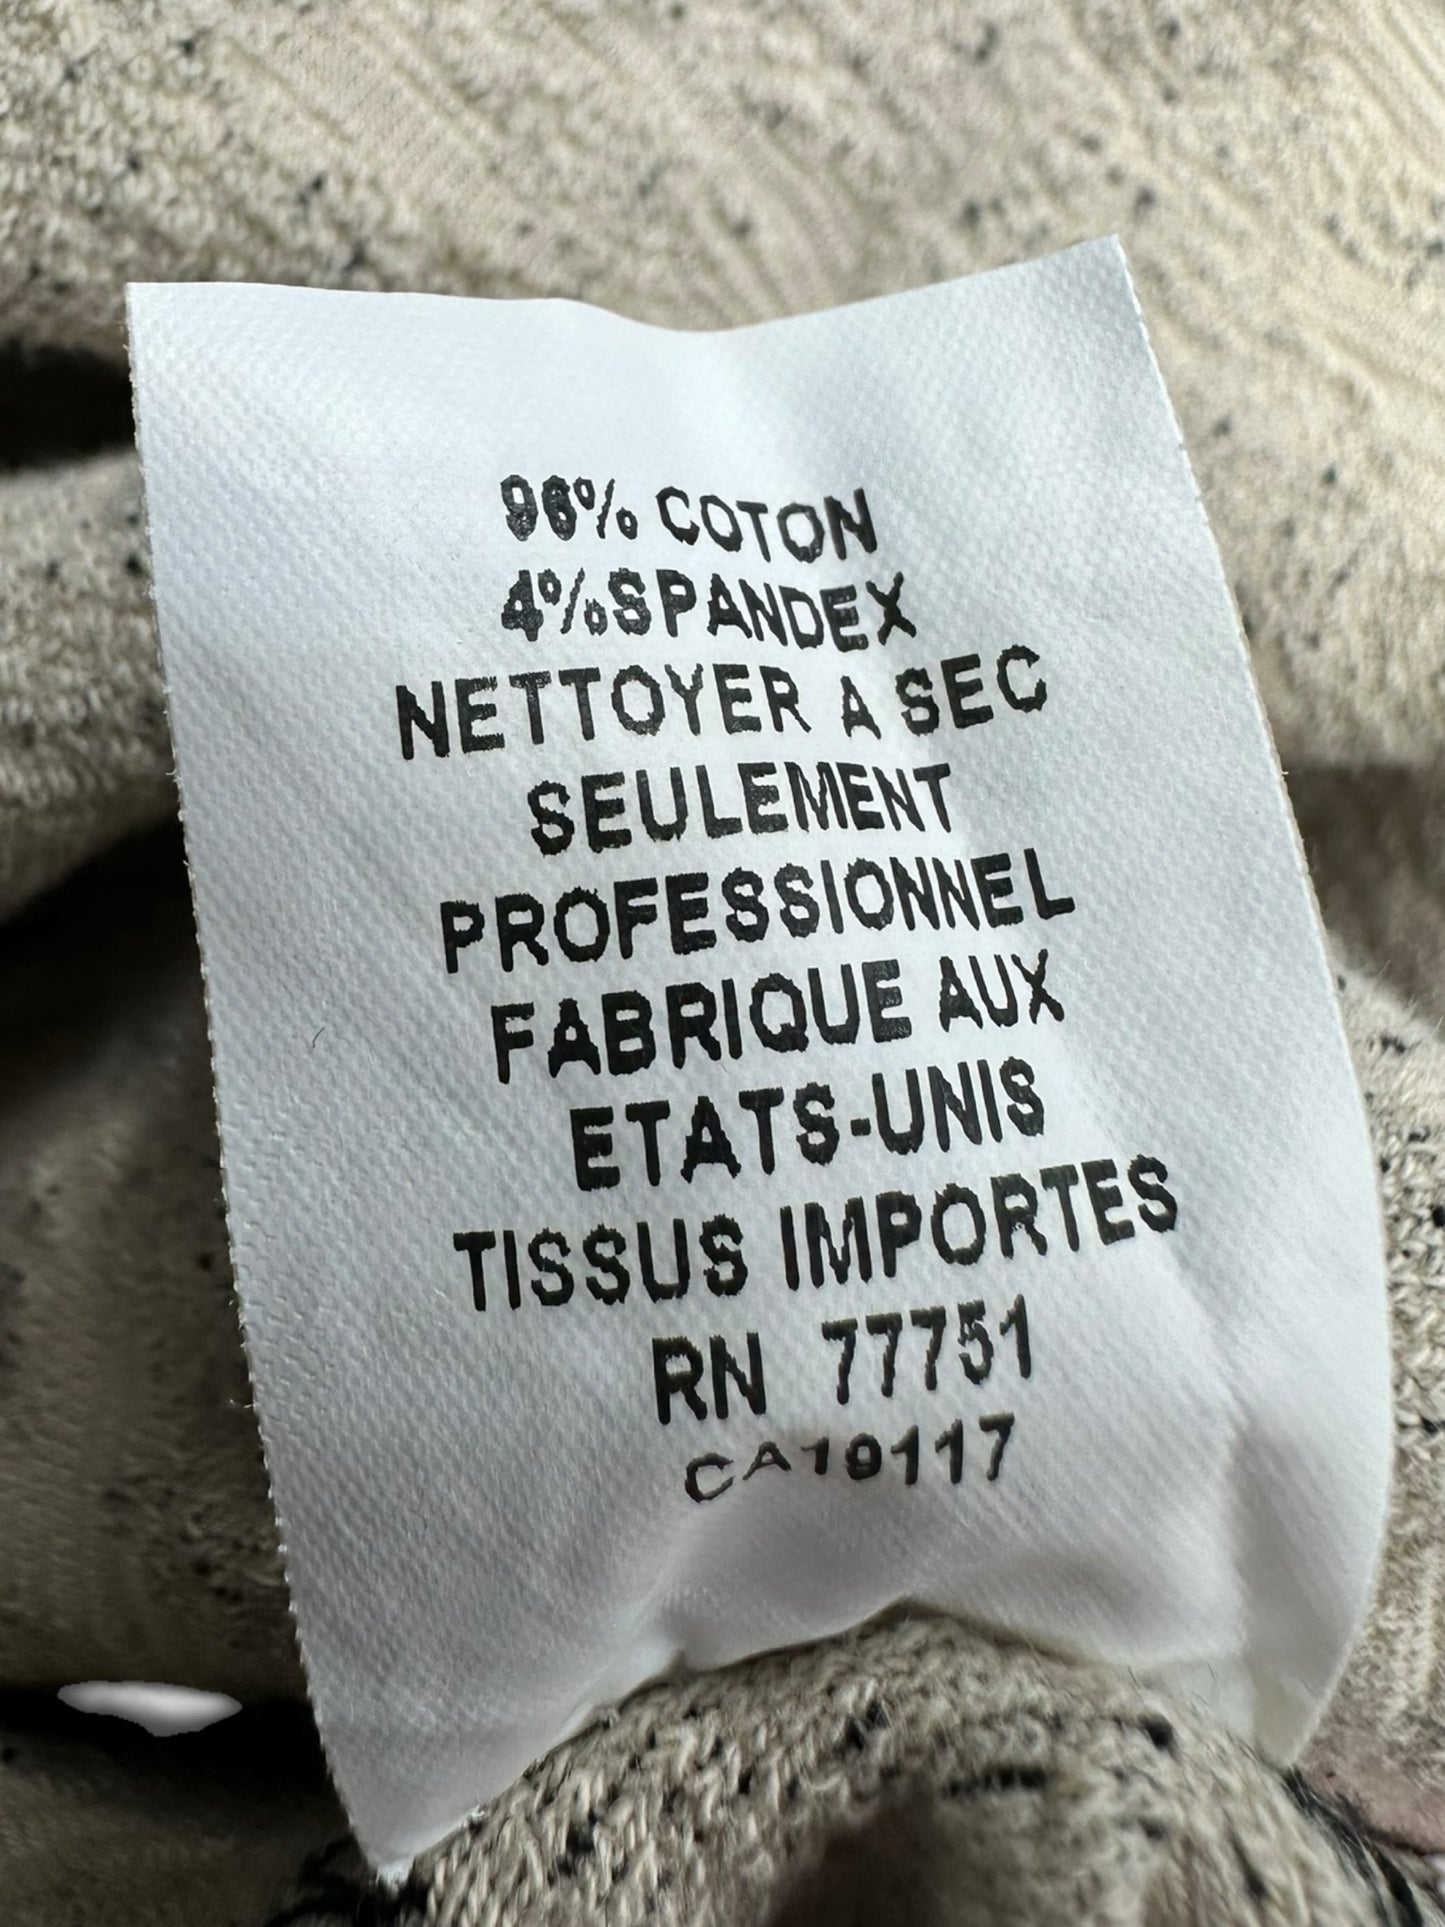 96% COTON
4%SPANDEX
NETTOYER A SEC
SEULEMENT
PROFESSIONNEL
FABRIQUE AUX
ETATS-UNIS
TISSUS IMPORTES
RN 77751
CA19117